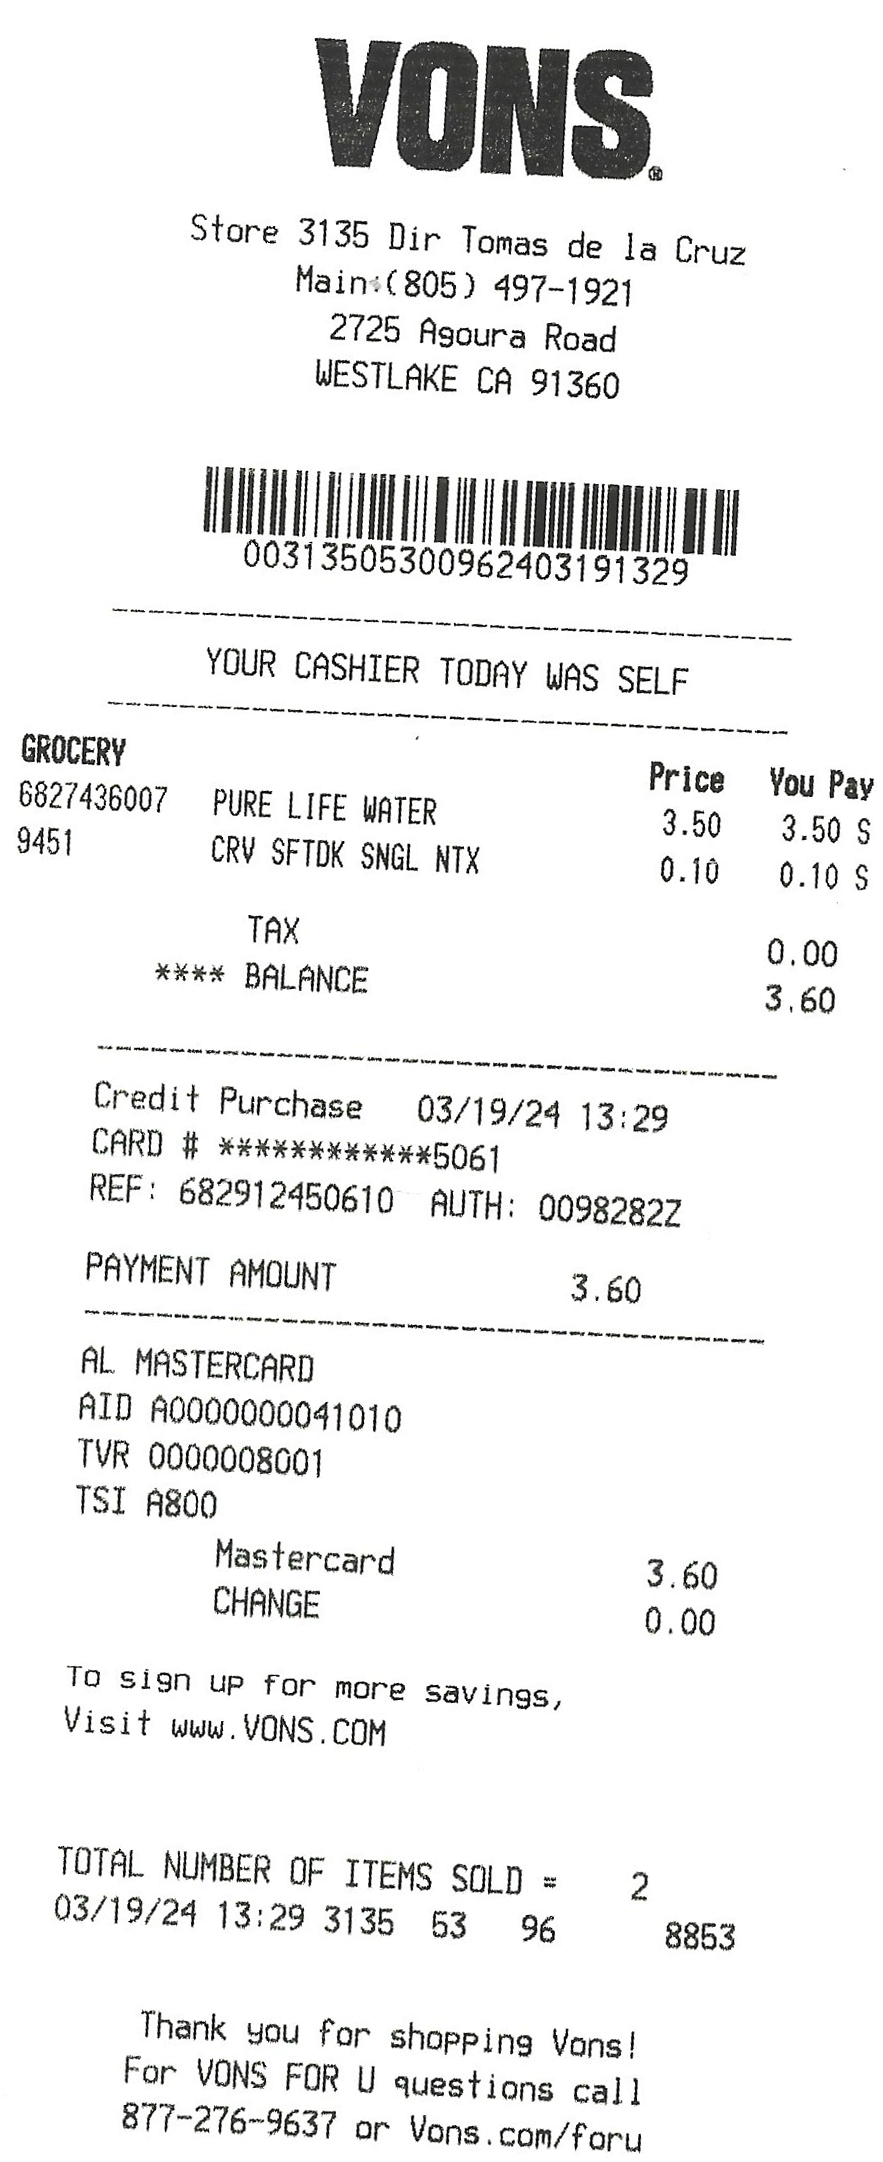 VONS®
Store 3135 Dir Tomas de la Cruz
Main:(805) 497-1921
2725 Agoura Road
WESTLAKE CA 91360
00313505300962403191329
YOUR CASHIER TODAY WAS SELF
GROCERY Price You Pay
6827436007 PURE LIFE WATER 3.50 3.50 S
9451 CRV SFTDK SNGL NTX 0.10 0.10 S
TAX 0.00
**** BALANCE 3.60
Credit Purchase 03/19/24 13:29
CARD # ************5061
REF: 682912450610 AUTH: 0098282Z
PAYMENT AMOUNT 3.60
AL MASTERCARD
AID A0000000041010
TVR 0000008001
TSI A800
Mastercard 3.60
CHANGE 0.00
To sign up for more savings,
Visit www.VONS.COM
TOTAL NUMBER OF ITEMS SOLD = 2
03/19/24 13:29 3135 53 96 8853
Thank you for shopping Vons!
For VONS FOR U questions call
877-276-9637 or Vons.com/foru